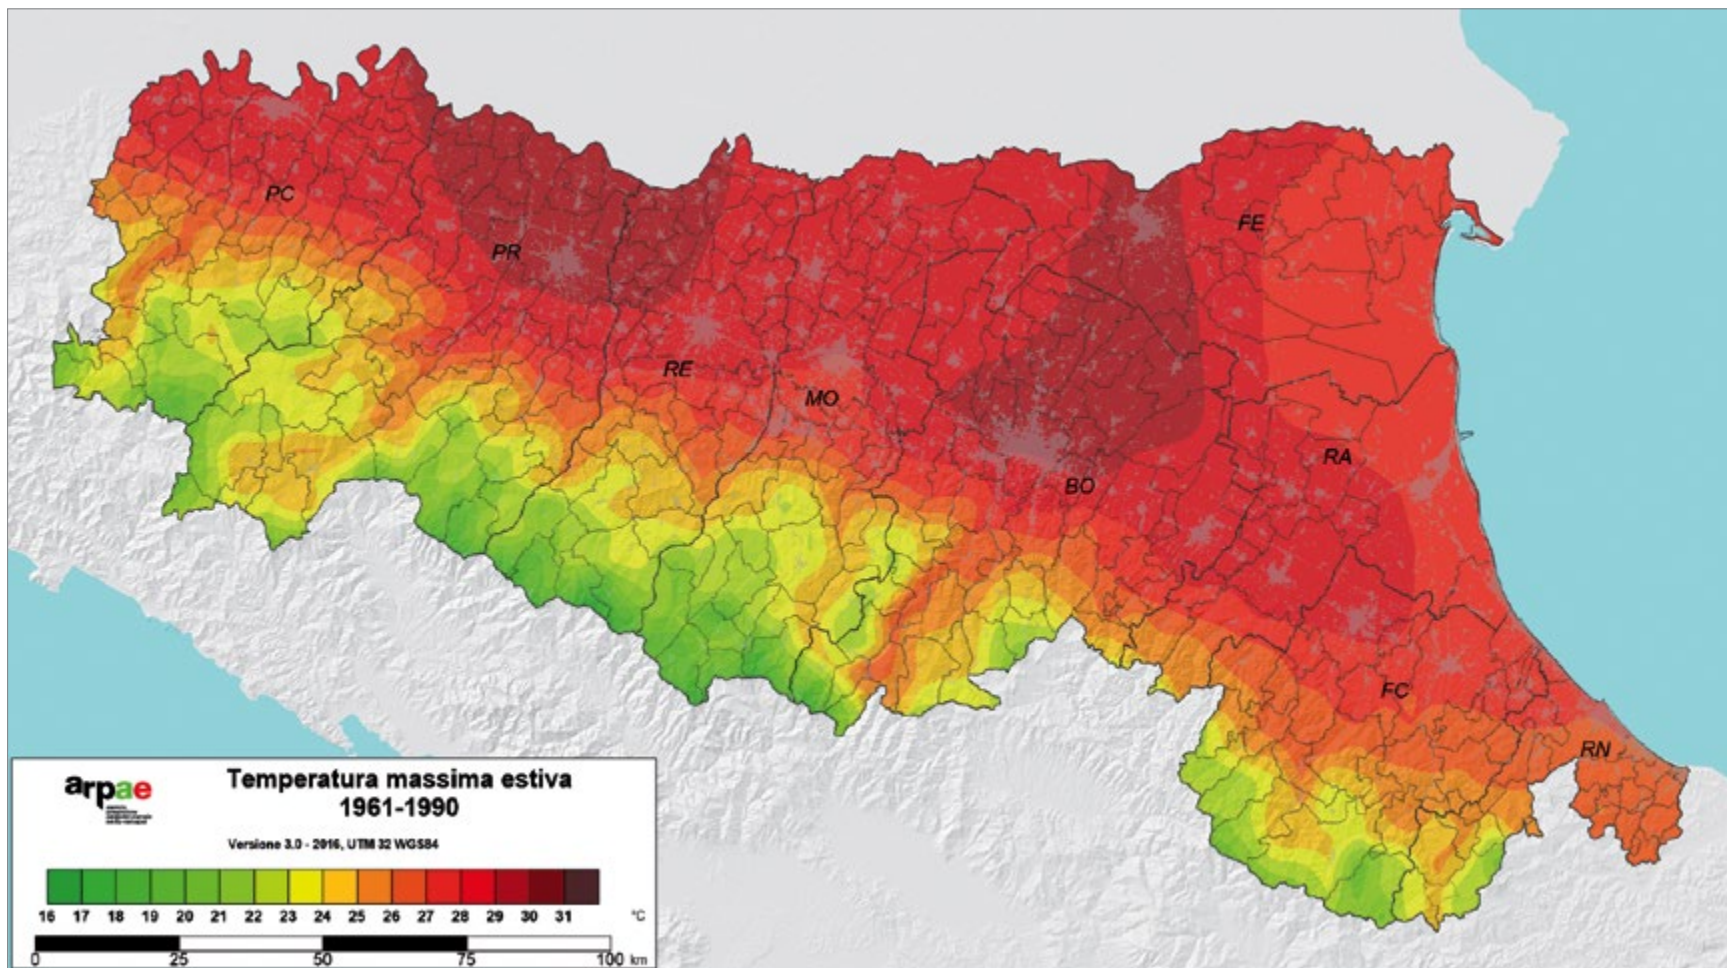 PC
PR
FE
RE
MO
RA
BO
FC
RN
arpae
Temperatura massima estiva
1961-1990
Versione 3.0 - 2016, UTM 32 WGS84
16 17 18 19 20 21 22 23 24 25 26 27 28 29 30 31 °C
0 25 50 75 100 km